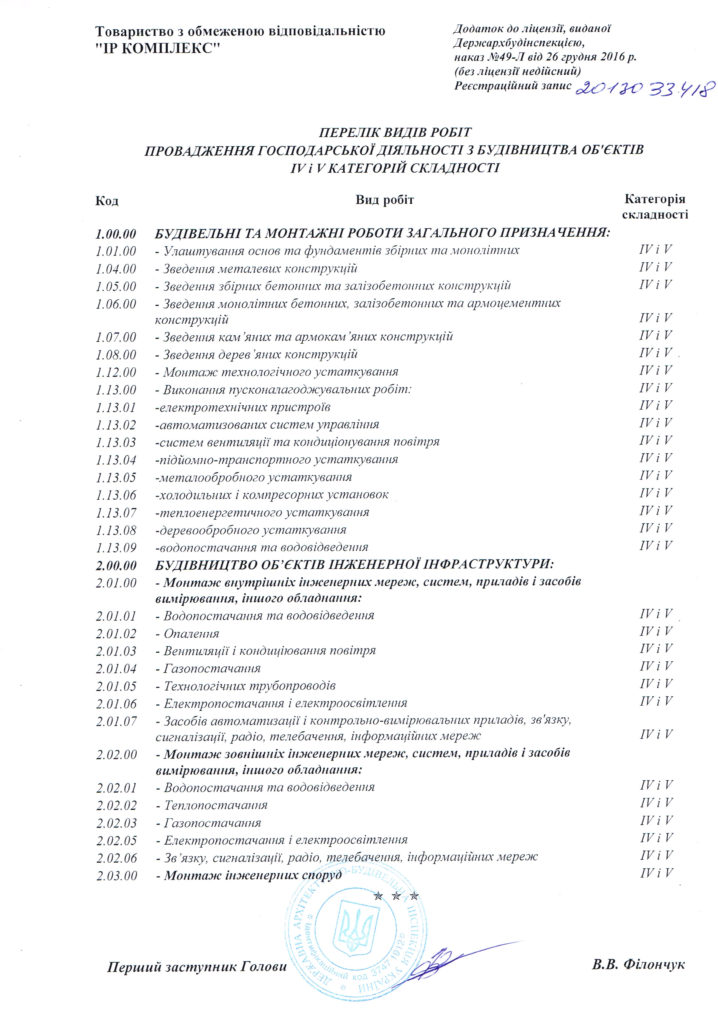 Товариство з обмеженою відповідальністю
"ІР КОМПЛЕКС"
Додаток до ліцензії, виданої
Держархбудінспекцією,
наказ №49-Л від 26 грудня 2016 р.
(без ліцензії недійсний)
Реєстраційний запис 2013033418
ПЕРЕЛІК ВИДІВ РОБІТ
ПРОВАДЖЕННЯ ГОСПОДАРСЬКОЇ ДІЯЛЬНОСТІ З БУДІВНИЦТВА ОБ'ЄКТІВ
IV і V КАТЕГОРІЙ СКЛАДНОСТІ
Код Вид робіт Категорія
складності
1.00.00 БУДІВЕЛЬНІ ТА МОНТАЖНІ РОБОТИ ЗАГАЛЬНОГО ПРИЗНАЧЕННЯ:
1.01.00 - Улаштування основ та фундаментів збірних та монолітних IV і V
1.04.00 - Зведення металевих конструкцій IV і V
1.05.00 - Зведення збірних бетонних та залізобетонних конструкцій IV і V
1.06.00 - Зведення монолітних бетонних, залізобетонних та армоцементних
конструкцій IV і V
1.07.00 - Зведення кам’яних та армокам’яних конструкцій IV і V
1.08.00 - Зведення дерев’яних конструкцій IV і V
1.12.00 - Монтаж технологічного устаткування IV і V
1.13.00 - Виконання пусконалагоджувальних робіт: IV і V
1.13.01 -електротехнічних пристроїв IV і V
1.13.02 -автоматизованих систем управління IV і V
1.13.03 -систем вентиляції та кондиціонування повітря IV і V
1.13.04 -підйомно-транспортного устаткування IV і V
1.13.05 -металообробного устаткування IV і V
1.13.06 -холодильних і компресорних установок IV і V
1.13.07 -теплоенергетичного устаткування IV і V
1.13.08 -деревообробного устаткування IV і V
1.13.09 -водопостачання та водовідведення IV і V
2.00.00 БУДІВНИЦТВО ОБ’ЄКТІВ ІНЖЕНЕРНОЇ ІНФРАСТРУКТУРИ:
2.01.00 - Монтаж внутрішніх інженерних мереж, систем, приладів і засобів
вимірювання, іншого обладнання:
2.01.01 - Водопостачання та водовідведення IV і V
2.01.02 - Опалення IV і V
2.01.03 - Вентиляції і кондиціювання повітря IV і V
2.01.04 - Газопостачання IV і V
2.01.05 - Технологічних трубопроводів IV і V
2.01.06 - Електропостачання і електроосвітлення IV і V
2.01.07 - Засобів автоматизації і контрольно-вимірювальних приладів, зв'язку,
сигналізації, радіо, телебачення, інформаційних мереж IV і V
2.02.00 - Монтаж зовнішніх інженерних мереж, систем, приладів і засобів
вимірювання, іншого обладнання:
2.02.01 - Водопостачання та водовідведення IV і V
2.02.02 - Теплопостачання IV і V
2.02.03 - Газопостачання IV і V
2.02.05 - Електропостачання і електроосвітлення IV і V
2.02.06 - Зв’язку, сигналізації, радіо, телебачення, інформаційних мереж IV і V
2.03.00 - Монтаж інженерних споруд IV і V
* * *
ДЕРЖАВНА АРХІТЕКТУРНО-БУДІВЕЛЬНА ІНСПЕКЦІЯ УКРАЇНИ
Ідентифікаційний код 37471912
Перший заступник Голови В.В. Філончук